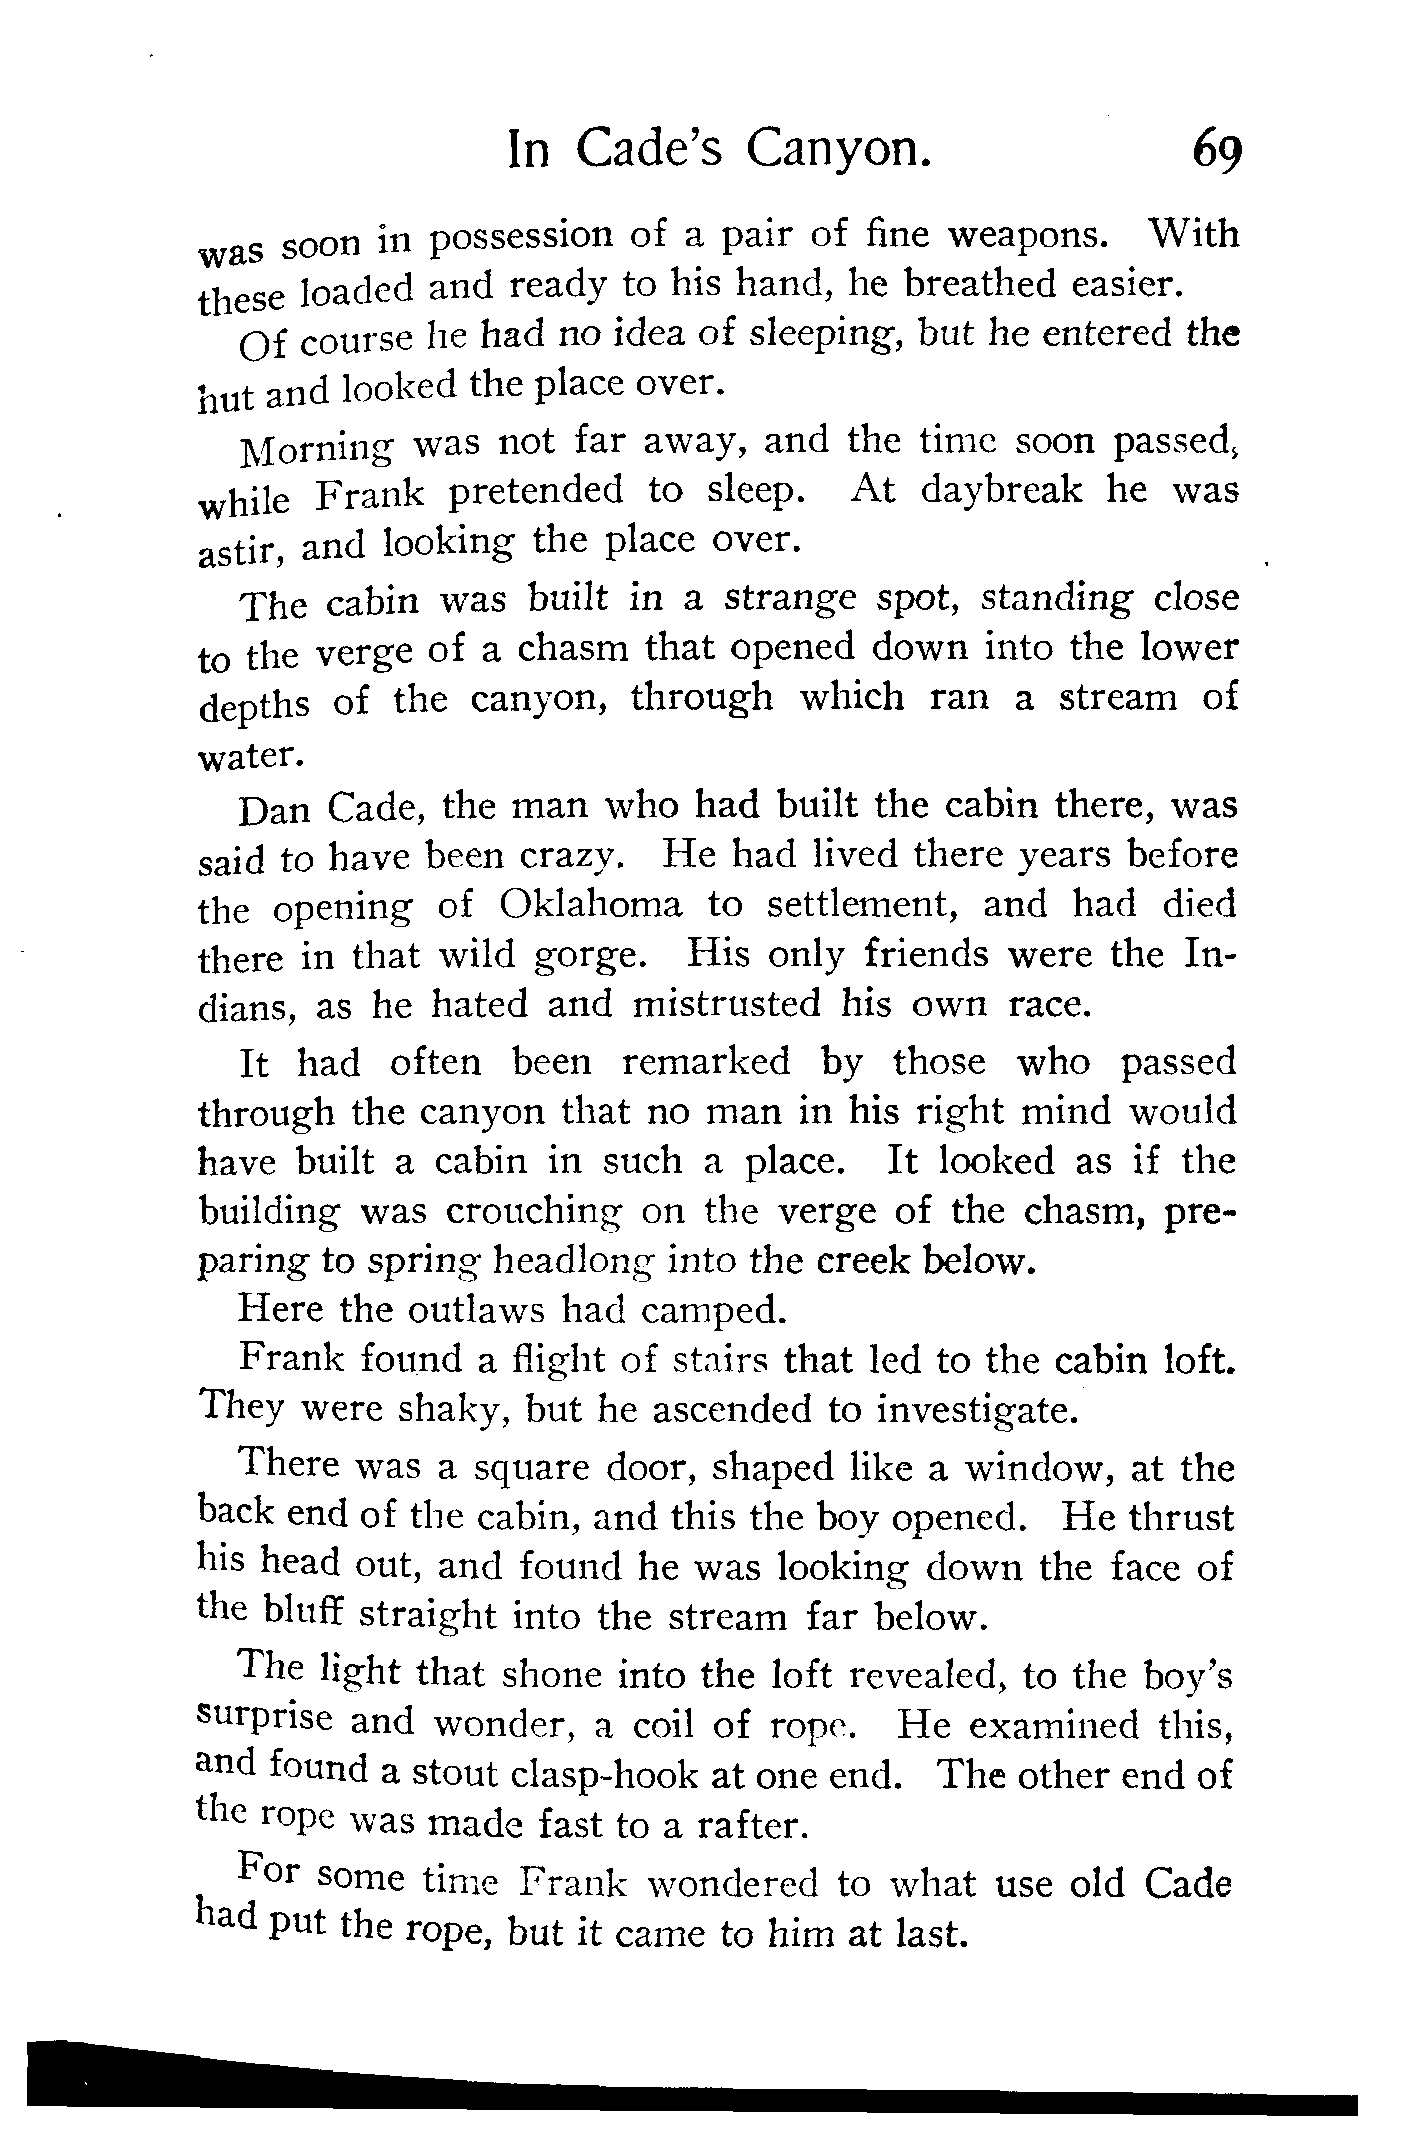 In Cade's Canyon. 69
was soon in possession of a pair of fine weapons. With
these loaded and ready to his hand, he breathed easier.
Of course he had no idea of sleeping, but he entered the
hut and looked the place over.
Morning was not far away, and the time soon passed,
while Frank pretended to sleep. At daybreak he was
astir, and looking the place over.
The cabin was built in a strange spot, standing close
to the verge of a chasm that opened down into the lower
depths of the canyon, through which ran a stream of
water.
Dan Cade, the man who had built the cabin there, was
said to have been crazy. He had lived there years before
the opening of Oklahoma to settlement, and had died
there in that wild gorge. His only friends were the In-
dians, as he hated and mistrusted his own race.
It had often been remarked by those who passed
through the canyon that no man in his right mind would
have built a cabin in such a place. It looked as if the
building was crouching on the verge of the chasm, pre-
paring to spring headlong into the creek below.
Here the outlaws had camped.
Frank found a flight of stairs that led to the cabin loft.
They were shaky, but he ascended to investigate.
There was a square door, shaped like a window, at the
back end of the cabin, and this the boy opened. He thrust
his head out, and found he was looking down the face of
the bluff straight into the stream far below.
The light that shone into the loft revealed, to the boy's
surprise and wonder, a coil of rope. He examined this,
and found a stout clasp-hook at one end. The other end of
the rope was made fast to a rafter.
For some time Frank wondered to what use old Cade
had put the rope, but it came to him at last.